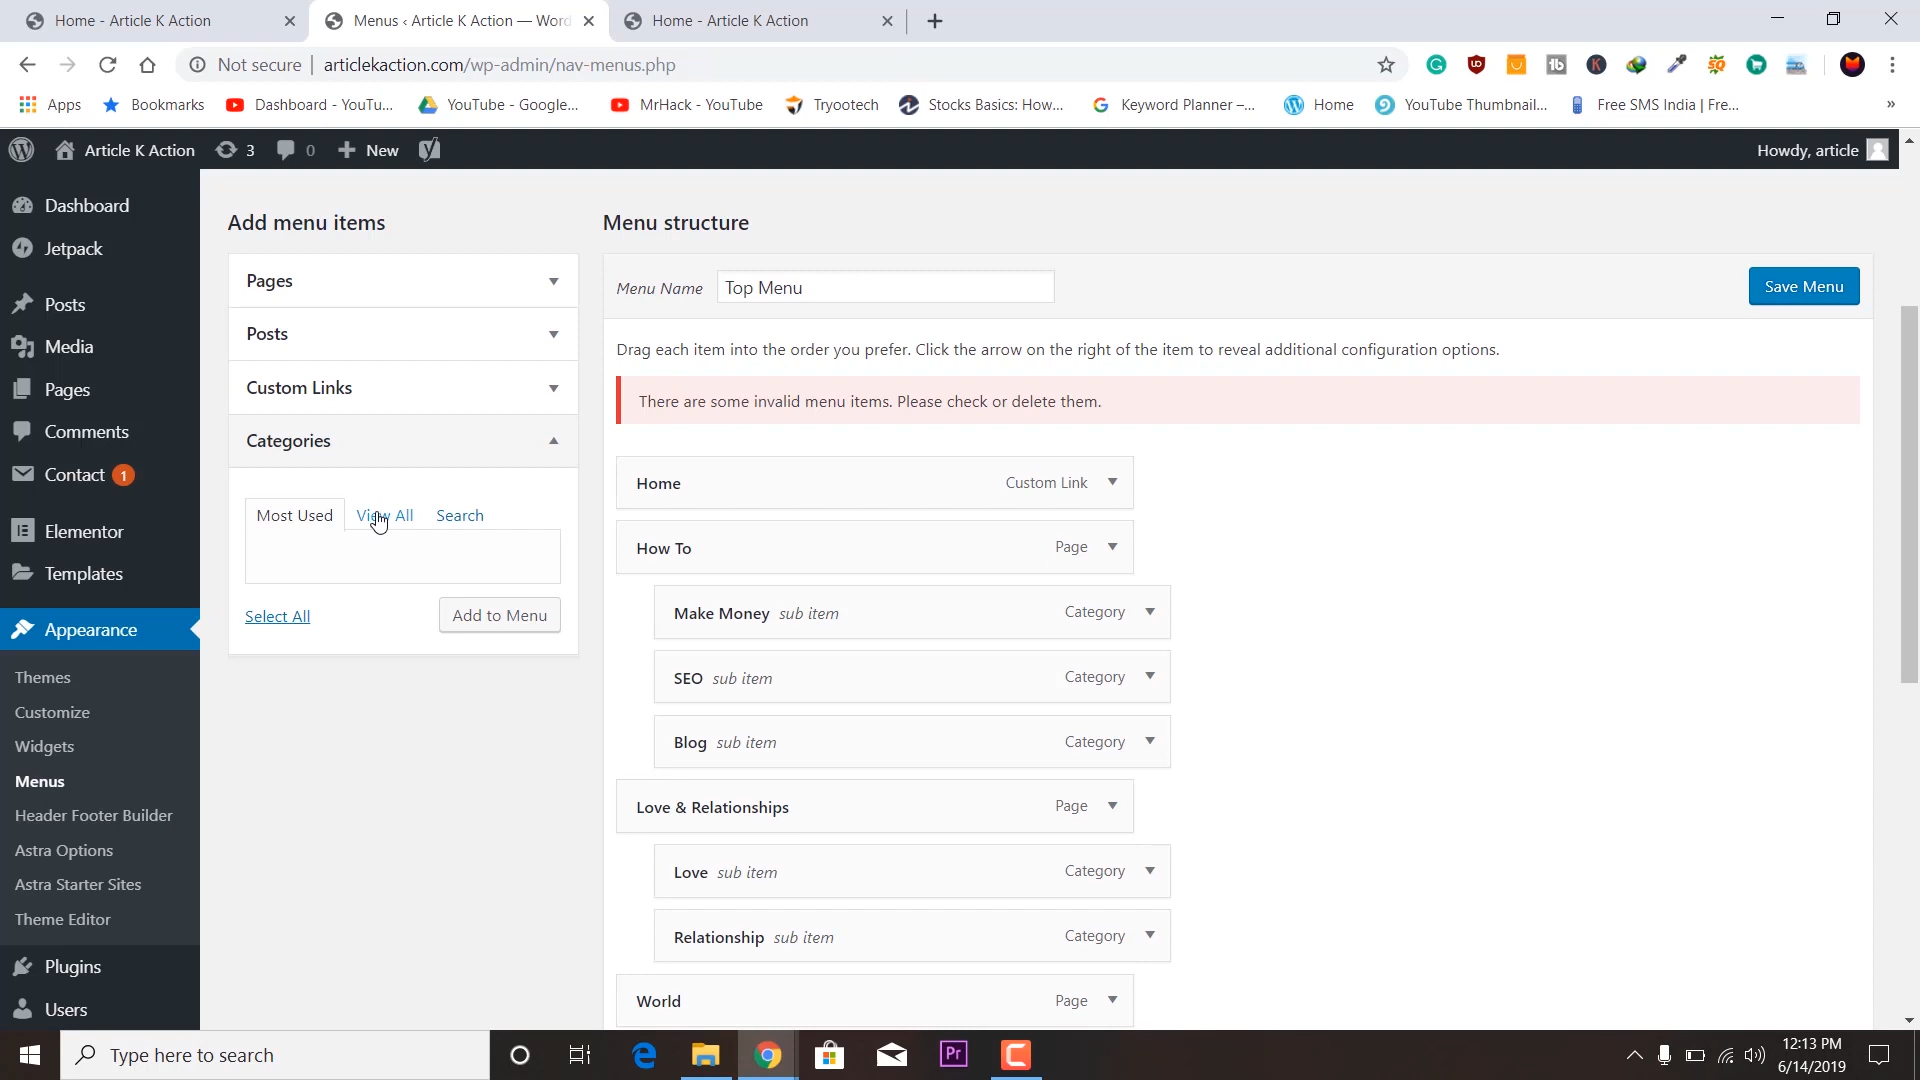 Home - Article K Action
Menus ‹ Article K Action — Word
Home - Article K Action
Not secure | articlekaction.com/wp-admin/nav-menus.php
Apps
Bookmarks
Dashboard - YouTu...
YouTube - Google...
MrHack - YouTube
Tryootech
Stocks Basics: How...
Keyword Planner –...
Home
YouTube Thumbnail...
Free SMS India | Fre...
»
Article K Action
3
0
New
Howdy, article
Dashboard
Jetpack
Posts
Media
Pages
Comments
Contact 1
Elementor
Templates
Appearance
Themes
Customize
Widgets
Menus
Header Footer Builder
Astra Options
Astra Starter Sites
Theme Editor
Plugins
Users
Add menu items
Pages
Posts
Custom Links
Categories
Most Used
View All
Search
Select All
Add to Menu
Menu structure
Menu Name
Top Menu
Save Menu
Drag each item into the order you prefer. Click the arrow on the right of the item to reveal additional configuration options.
There are some invalid menu items. Please check or delete them.
Home
Custom Link
How To
Page
Make Money sub item
Category
SEO sub item
Category
Blog sub item
Category
Love & Relationships
Page
Love sub item
Category
Relationship sub item
Category
World
Page
Type here to search
Pr
12:13 PM
6/14/2019